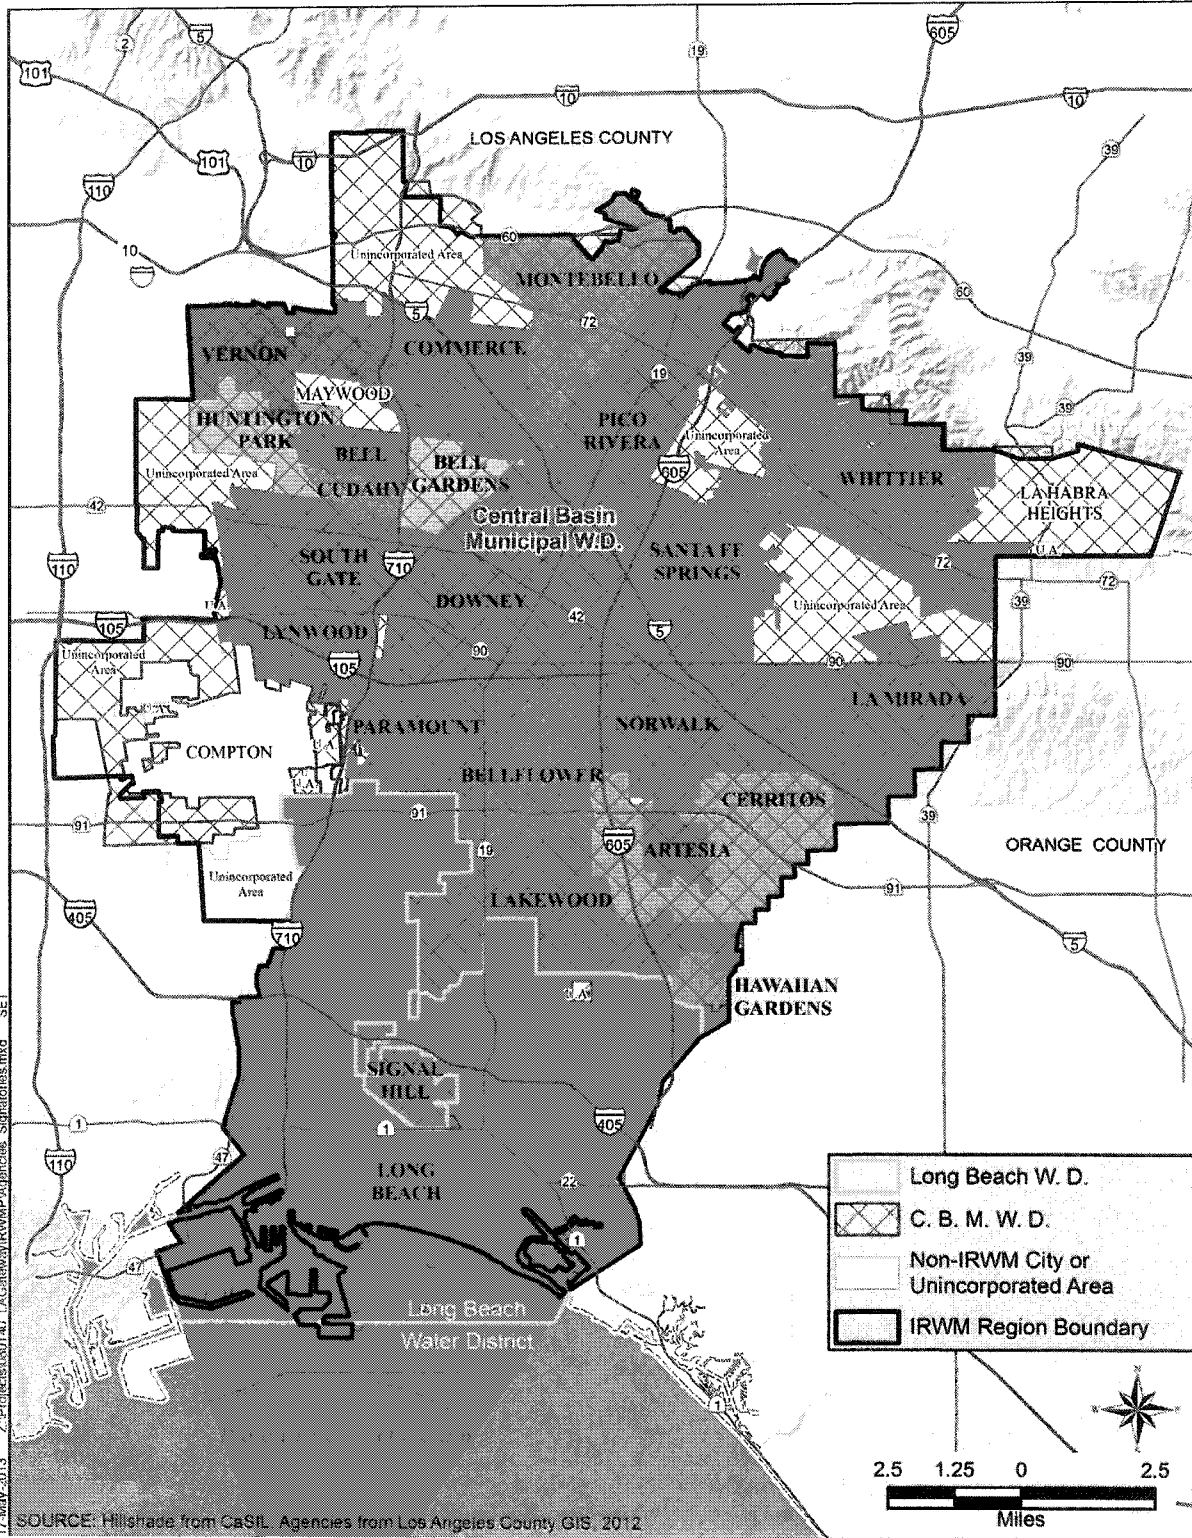 2
5
19
605
101
10
10
LOS ANGELES COUNTY
39
101
10
110
10
60
Unincorporated Area
MONTEBELLO
60
5
72
VERNON
COMMERCE
39
19
MAYWOOD
HUNTINGTON
PARK
PICO
RIVERA
39
Unincorporated
Area
BELL
BELL
GARDENS
605
Unincorporated Area
CUDAHY
WHITTIER
LA HABRA
HEIGHTS
42
Central Basin
Municipal W.D.
SOUTH
GATE
710
SANTA FE
SPRINGS
U.A.
72
72
110
DOWNEY
42
Unincorporated Area
39
U.A.
105
LYNWOOD
5
Unincorporated
Area
105
90
90
90
LA MIRADA
PARAMOUNT
NORWALK
COMPTON
U.A.
U.A.
BELLFLOWER
CERRITOS
91
91
39
605
ARTESIA
ORANGE COUNTY
19
Unincorporated
Area
91
LAKEWOOD
405
710
5
HAWAIIAN
GARDENS
U.A.
SIGNAL
HILL
1
1
405
110
47
LONG
BEACH
22
Long Beach W. D.
C. B. M. W. D.
1
47
Non-IRWM City or
Unincorporated Area
Long Beach
Water District
IRWM Region Boundary
1
N
2.5 1.25 0 2.5
Miles
SOURCE: Hillshade from CaSIL. Agencies from Los Angeles County GIS, 2012